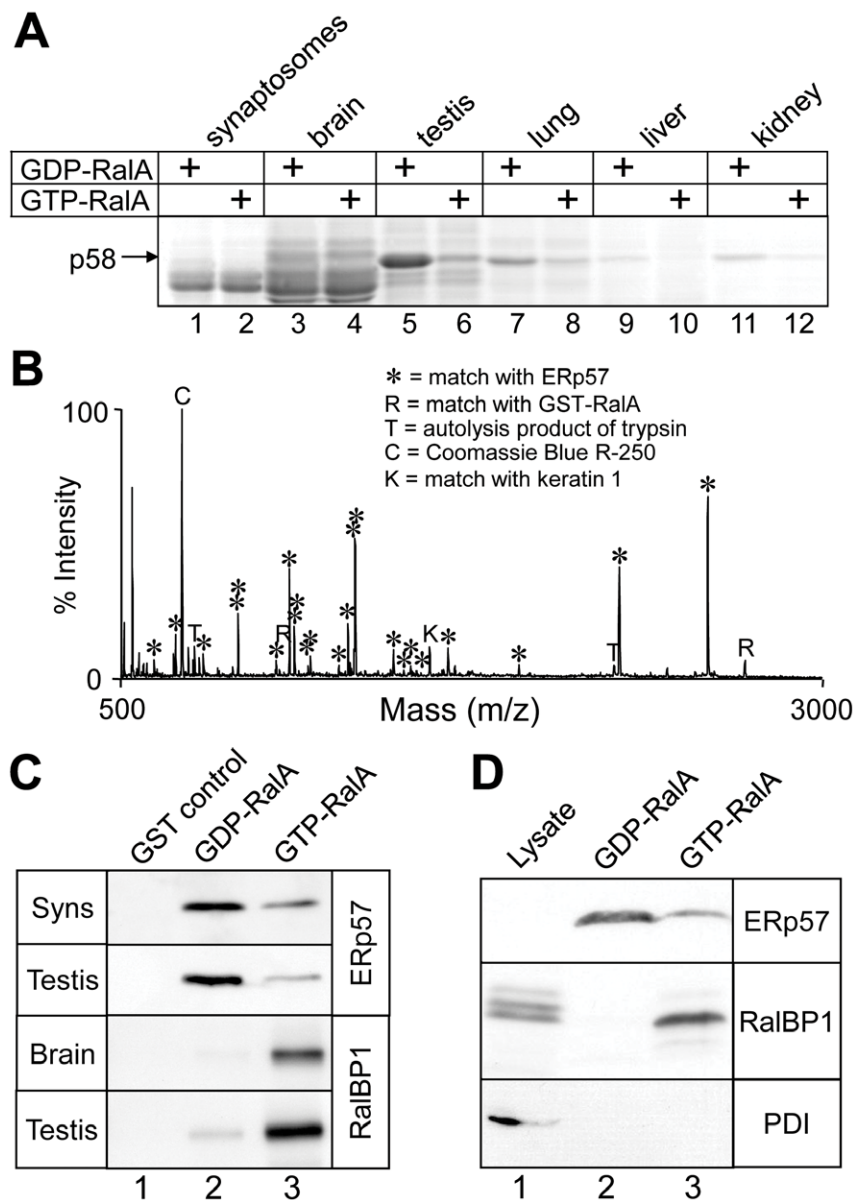 A
synaptosomes brain testis lung liver kidney
GDP-RalA + + + + + +
GTP-RalA + + + + + +
p58
1 2 3 4 5 6 7 8 9 10 11 12
B
* = match with ERp57
R = match with GST-RalA
T = autolysis product of trypsin
C = Coomassie Blue R-250
K = match with keratin 1
100
% Intensity
0
C
T
R
K
T
R
* * * * * * * * * * * * * * * * * * * * * * *
500 Mass (m/z) 3000
C
GST control GDP-RalA GTP-RalA
Syns
Testis
ERp57
Brain
Testis
RalBP1
1 2 3
D
Lysate GDP-RalA GTP-RalA
ERp57
RalBP1
PDI
1 2 3